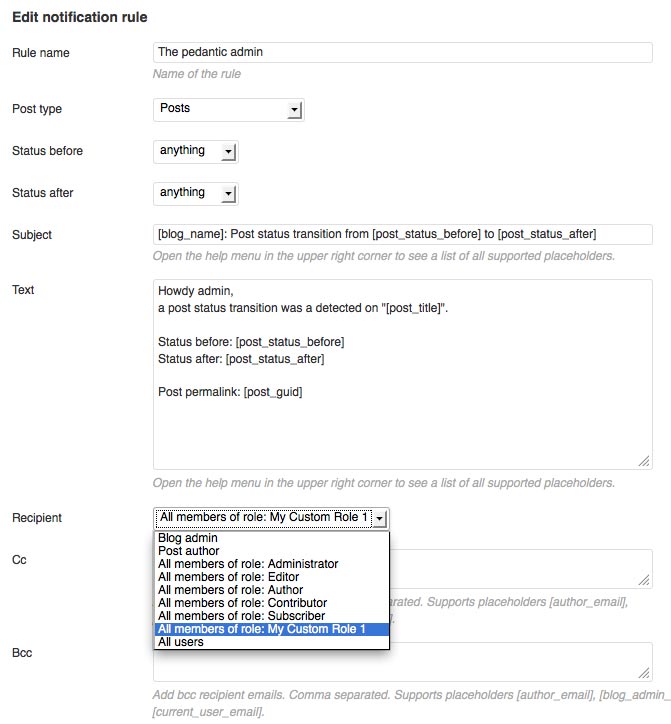 Edit notification rule
Rule name
The pedantic admin
Name of the rule
Post type
Posts
Status before
anything
Status after
anything
Subject
[blog_name]: Post status transition from [post_status_before] to [post_status_after]
Open the help menu in the upper right corner to see a list of all supported placeholders.
Text
Howdy admin,
a post status transition was a detected on "[post_title]".
Status before: [post_status_before]
Status after: [post_status_after]
Post permalink: [post_guid]
Open the help menu in the upper right corner to see a list of all supported placeholders.
Recipient
All members of role: My Custom Role 1
Blog admin
Post author
All members of role: Administrator
All members of role: Editor
All members of role: Author
All members of role: Contributor
All members of role: Subscriber
All members of role: My Custom Role 1
All users
Cc
Supports placeholders [author_email],
Bcc
Add bcc recipient emails. Comma separated. Supports placeholders [author_email], [blog_admin_
[current_user_email].